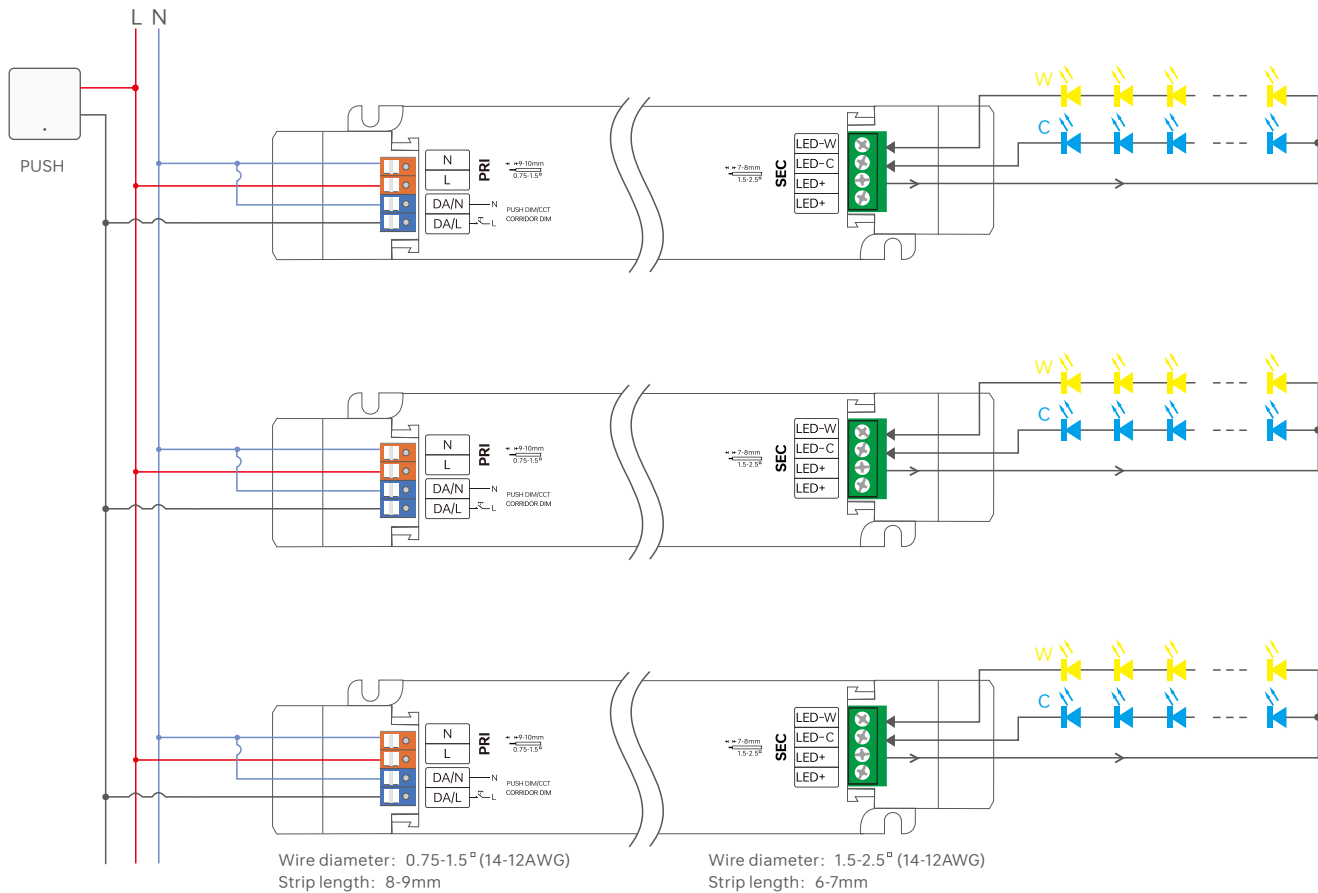 L N
PUSH
N
L
DA/N
DA/L
PRI
9-10mm
0.75-1.5□
N
L
PUSH DIM/CCT
CORRIDOR DIM
7-8mm
1.5-2.5□
SEC
LED-W
LED-C
LED+
LED+
W
C
N
L
DA/N
DA/L
PRI
9-10mm
0.75-1.5□
N
L
PUSH DIM/CCT
CORRIDOR DIM
7-8mm
1.5-2.5□
SEC
LED-W
LED-C
LED+
LED+
W
C
N
L
DA/N
DA/L
PRI
9-10mm
0.75-1.5□
N
L
PUSH DIM/CCT
CORRIDOR DIM
7-8mm
1.5-2.5□
SEC
LED-W
LED-C
LED+
LED+
W
C
Wire diameter: 0.75-1.5□ (14-12AWG)
Strip length: 8-9mm
Wire diameter: 1.5-2.5□ (14-12AWG)
Strip length: 6-7mm